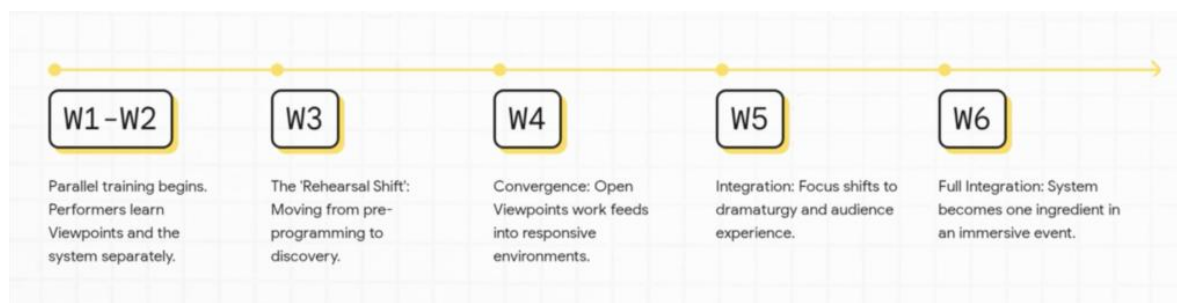 W1-W2
Parallel training begins.
Performers learn
Viewpoints and the
system separately.
W3
The 'Rehearsal Shift':
Moving from pre-
programming to
discovery.
W4
Convergence: Open
Viewpoints work feeds
into responsive
environments.
W5
Integration: Focus shifts to
dramaturgy and audience
experience.
W6
Full Integration: System
becomes one ingredient in
an immersive event.